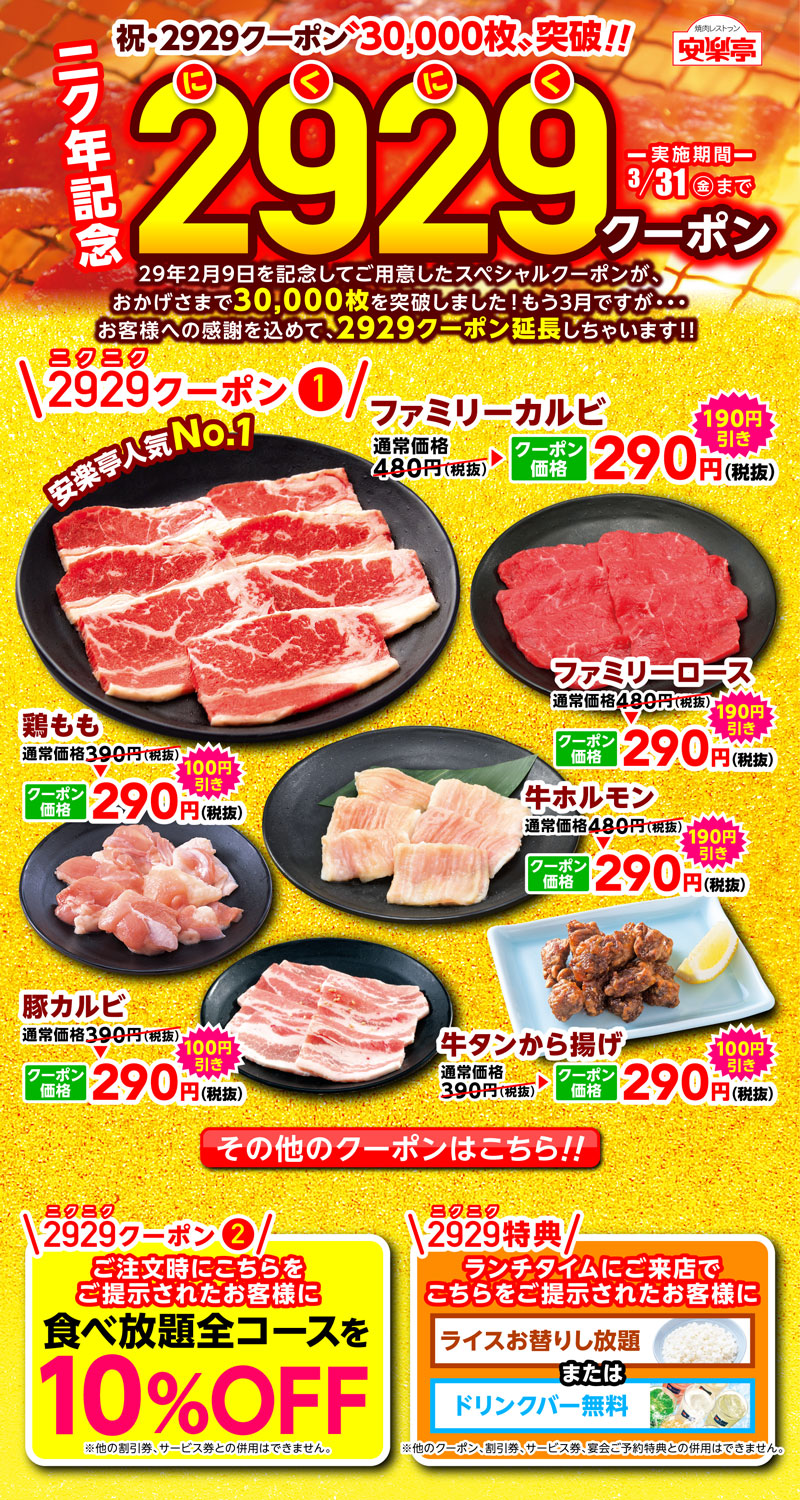 祝・2929クーポン〝30,000枚〟突破!!
焼肉レストラン
安楽亭
ニク年記念
に く に く
2929
クーポン
実施期間
3/31(金)まで
29年2月9日を記念してご用意したスペシャルクーポンが、
おかげさまで30,000枚を突破しました!もう3月ですが・・・
お客様への感謝を込めて、2929クーポン延長しちゃいます!!
ニクニク
2929クーポン 1
安楽亭人気No.1
ファミリーカルビ
通常価格
480円(税抜)
クーポン
価格
290円(税抜)
190円
引き
ファミリーロース
通常価格480円(税抜)
クーポン
価格
290円(税抜)
190円
引き
鶏もも
通常価格390円(税抜)
クーポン
価格
290円(税抜)
100円
引き
牛ホルモン
通常価格480円(税抜)
クーポン
価格
290円(税抜)
190円
引き
豚カルビ
通常価格390円(税抜)
クーポン
価格
290円(税抜)
100円
引き
牛タンから揚げ
通常価格
390円(税抜)
クーポン
価格
290円(税抜)
100円
引き
その他のクーポンはこちら!!
ニクニク
2929クーポン 2
ご注文時にこちらを
ご提示されたお客様に
食べ放題全コースを
10%OFF
※他の割引券、サービス券との併用はできません。
ニクニク
2929特典
ランチタイムにご来店で
こちらをご提示されたお客様に
ライスお替りし放題
または
ドリンクバー無料
※他のクーポン、割引券、サービス券、宴会ご予約特典との併用はできません。